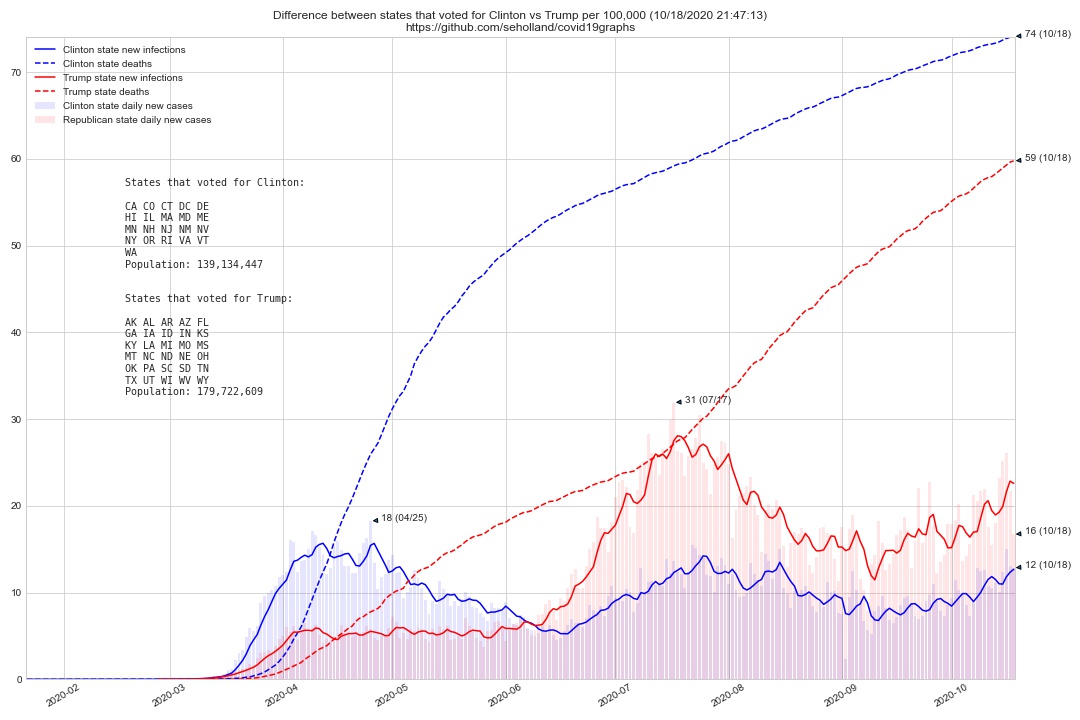 Difference between states that voted for Clinton vs Trump per 100,000 (10/18/2020 21:47:13)
https://github.com/seholland/covid19graphs
Clinton state new infections
Clinton state deaths
Trump state new infections
Trump state deaths
Clinton state daily new cases
Republican state daily new cases
States that voted for Clinton:
CA CO CT DC DE
HI IL MA MD ME
MN NH NJ NM NV
NY OR RI VA VT
WA
Population: 139,134,447
States that voted for Trump:
AK AL AR AZ FL
GA IA ID IN KS
KY LA MI MO MS
MT NC ND NE OH
OK PA SC SD TN
TX UT WI WV WY
Population: 179,722,609
74 (10/18)
59 (10/18)
31 (07/17)
18 (04/25)
16 (10/18)
12 (10/18)
70
60
50
40
30
20
10
0
2020-02
2020-03
2020-04
2020-05
2020-06
2020-07
2020-08
2020-09
2020-10